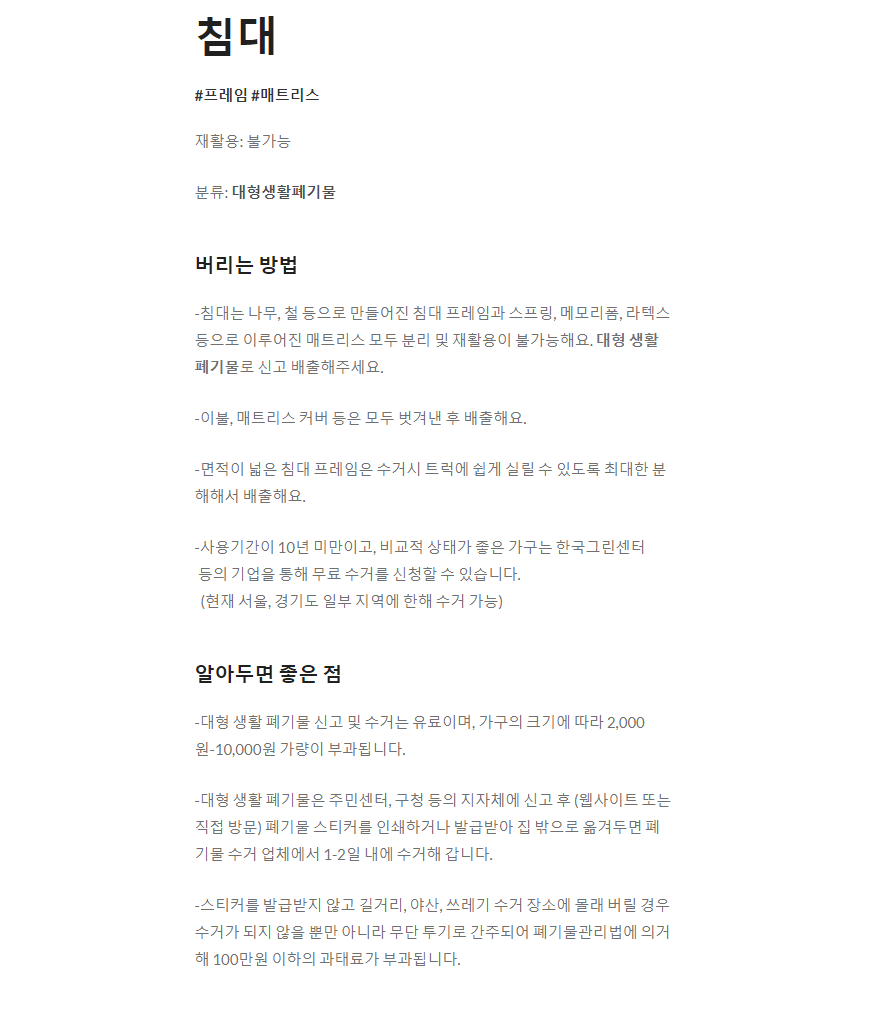 침대
#프레임 #매트리스
재활용: 불가능
분류: 대형생활폐기물
버리는 방법
-침대는 나무, 철 등으로 만들어진 침대 프레임과 스프링, 메모리폼, 라텍스
등으로 이루어진 매트리스 모두 분리 및 재활용이 불가능해요. 대형 생활
폐기물로 신고 배출해주세요.
-이불, 매트리스 커버 등은 모두 벗겨낸 후 배출해요.
-면적이 넓은 침대 프레임은 수거시 트럭에 쉽게 실릴 수 있도록 최대한 분
해해서 배출해요.
-사용기간이 10년 미만이고, 비교적 상태가 좋은 가구는 한국그린센터
등의 기업을 통해 무료 수거를 신청할 수 있습니다.
(현재 서울, 경기도 일부 지역에 한해 수거 가능)
알아두면 좋은 점
-대형 생활 폐기물 신고 및 수거는 유료이며, 가구의 크기에 따라 2,000
원-10,000원 가량이 부과됩니다.
-대형 생활 폐기물은 주민센터, 구청 등의 지자체에 신고 후 (웹사이트 또는
직접 방문) 폐기물 스티커를 인쇄하거나 발급받아 집 밖으로 옮겨두면 폐
기물 수거 업체에서 1-2일 내에 수거해 갑니다.
-스티커를 발급받지 않고 길거리, 야산, 쓰레기 수거 장소에 몰래 버릴 경우
수거가 되지 않을 뿐만 아니라 무단 투기로 간주되어 폐기물관리법에 의거
해 100만원 이하의 과태료가 부과됩니다.